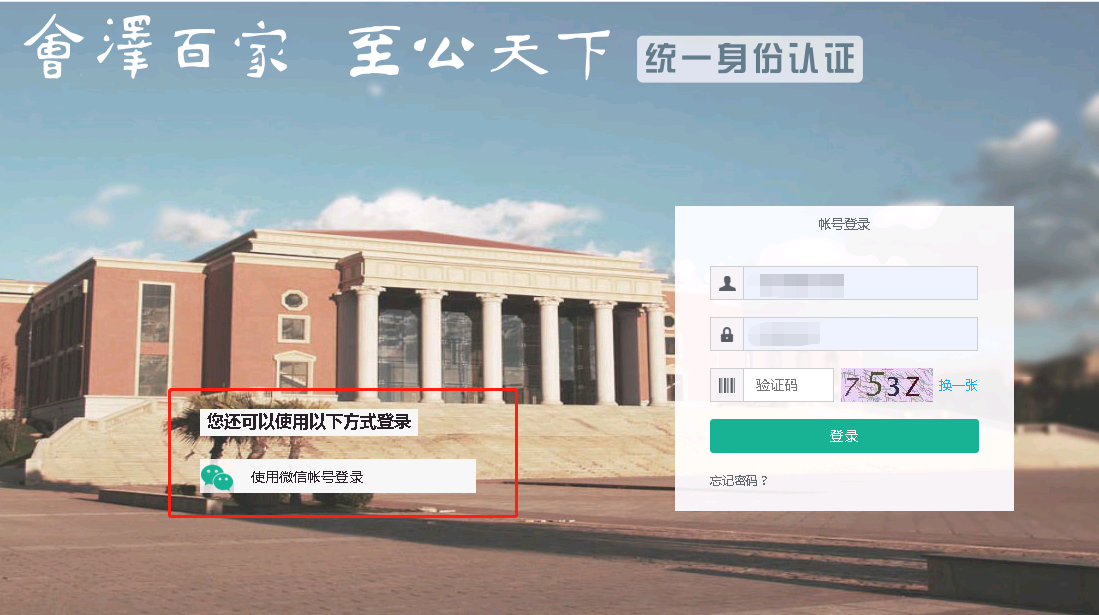 會澤百家 至公天下 统一身份认证
帐号登录
验证码 753Z 换一张
登录
忘记密码？
您还可以使用以下方式登录
使用微信帐号登录